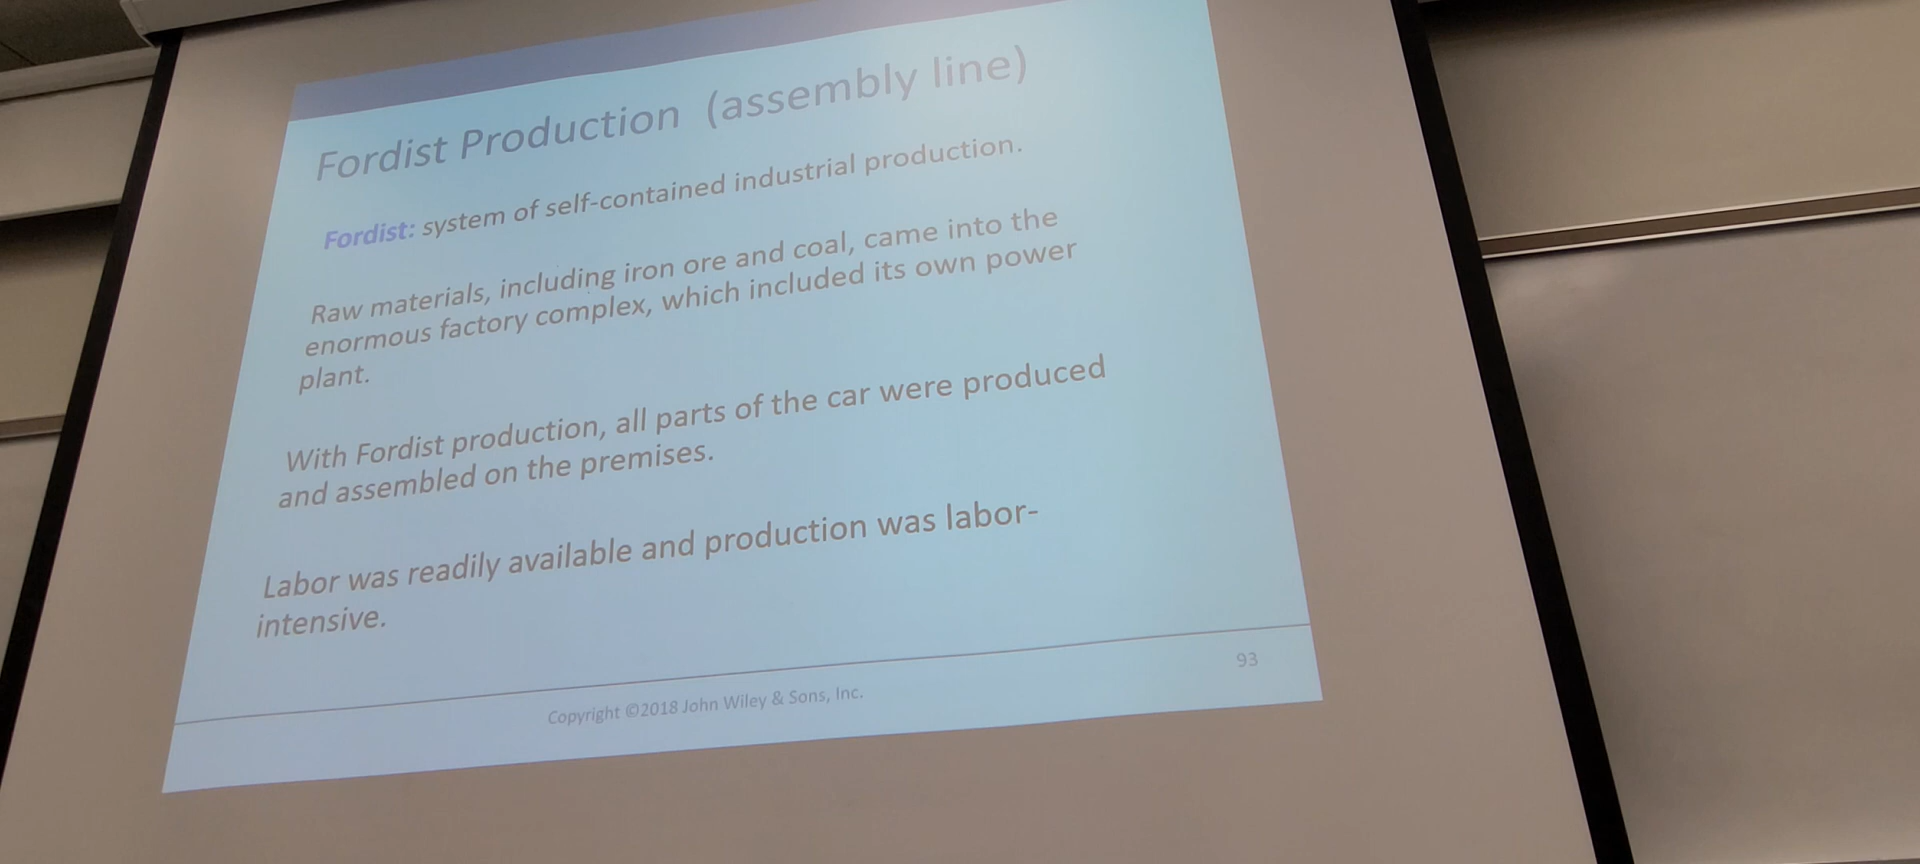 Fordist Production (assembly line)
Fordist: system of self-contained industrial production.
Raw materials, including iron ore and coal, came into the
enormous factory complex, which included its own power
plant.
With Fordist production, all parts of the car were produced
and assembled on the premises.
Labor was readily available and production was labor-
intensive.
Copyright ©2018 John Wiley & Sons, Inc.
93